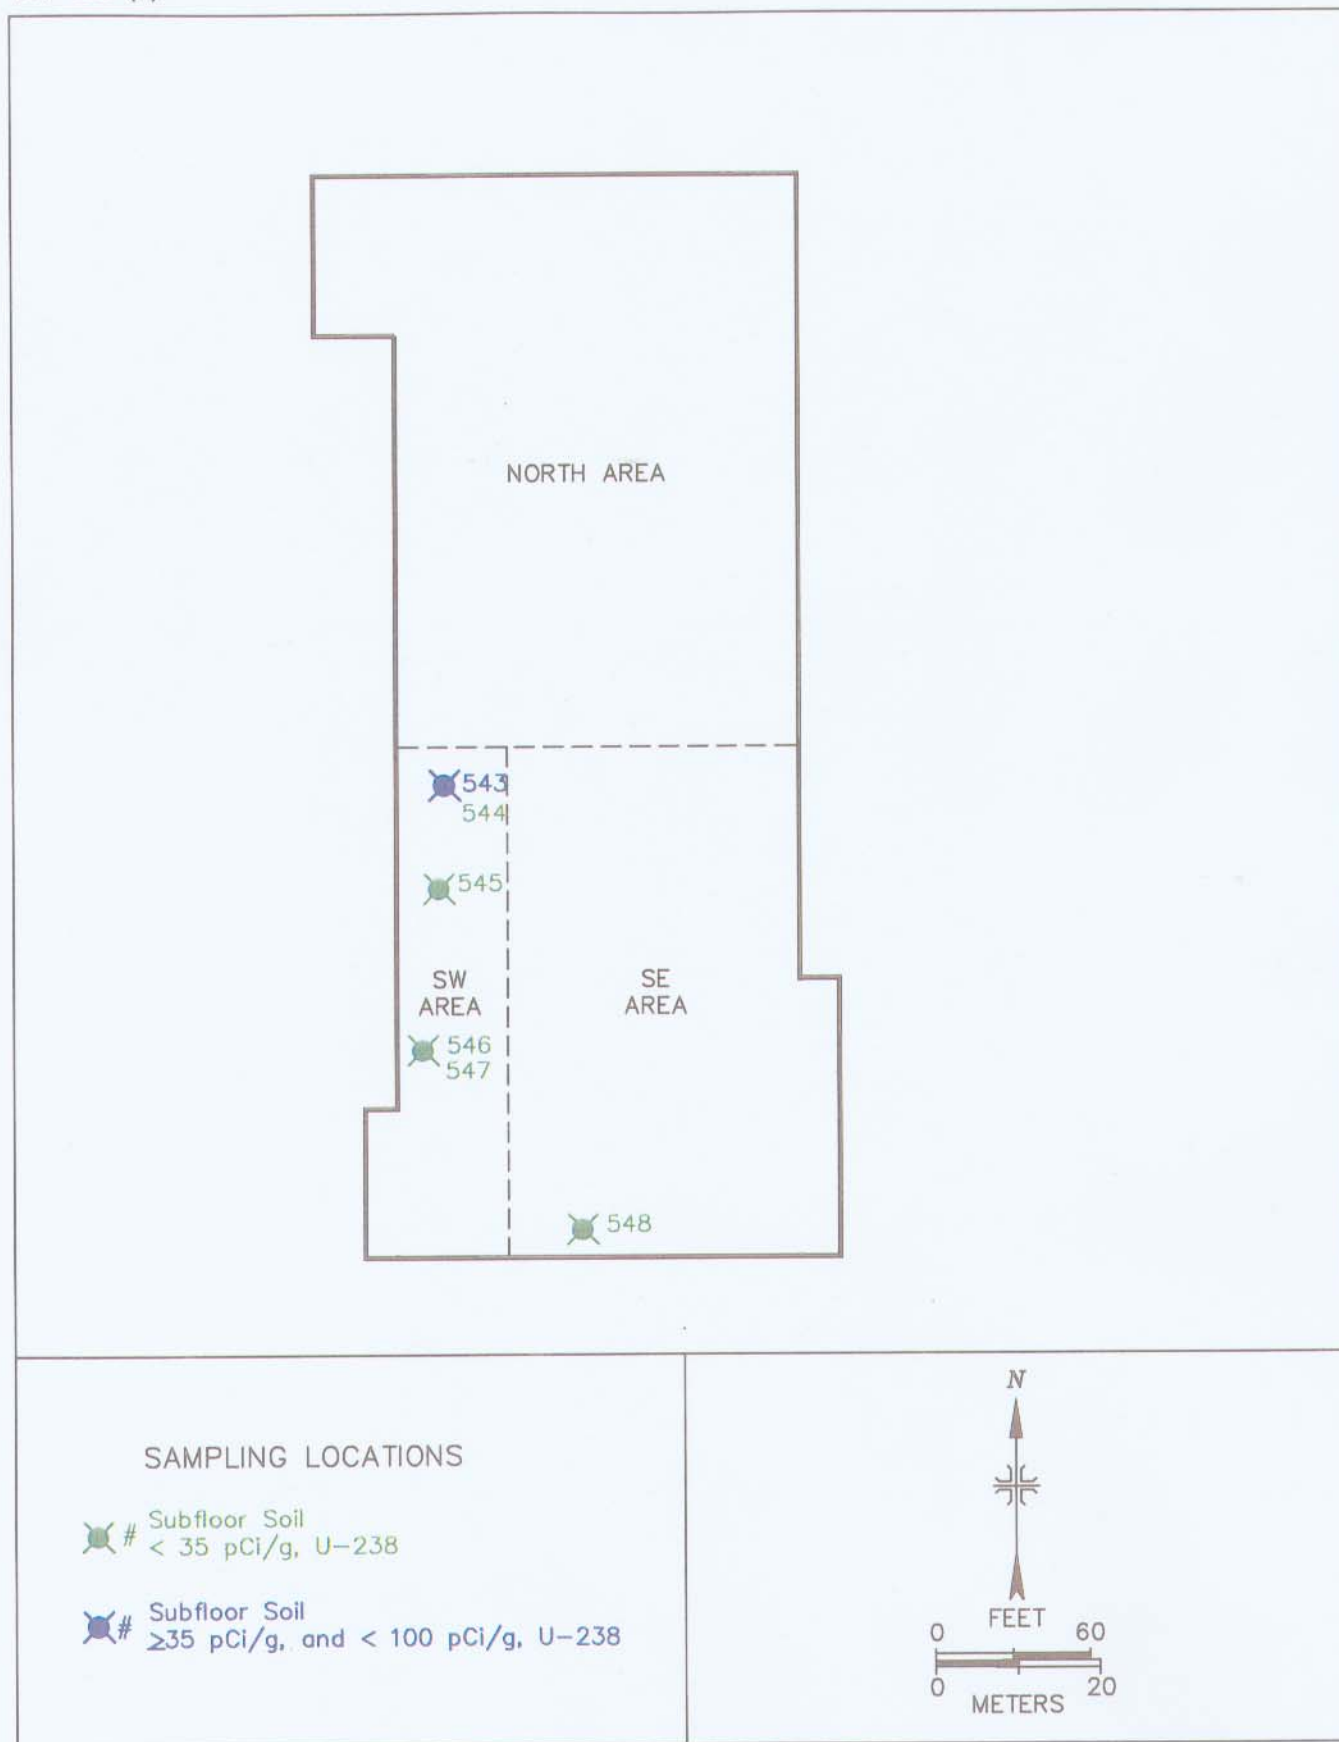 NORTH AREA
543
544
545
SW
AREA
SE
AREA
546
547
548
SAMPLING LOCATIONS
# Subfloor Soil
< 35 pCi/g, U-238
# Subfloor Soil
≥35 pCi/g, and < 100 pCi/g, U-238
N
FEET
0 60
0 20
METERS